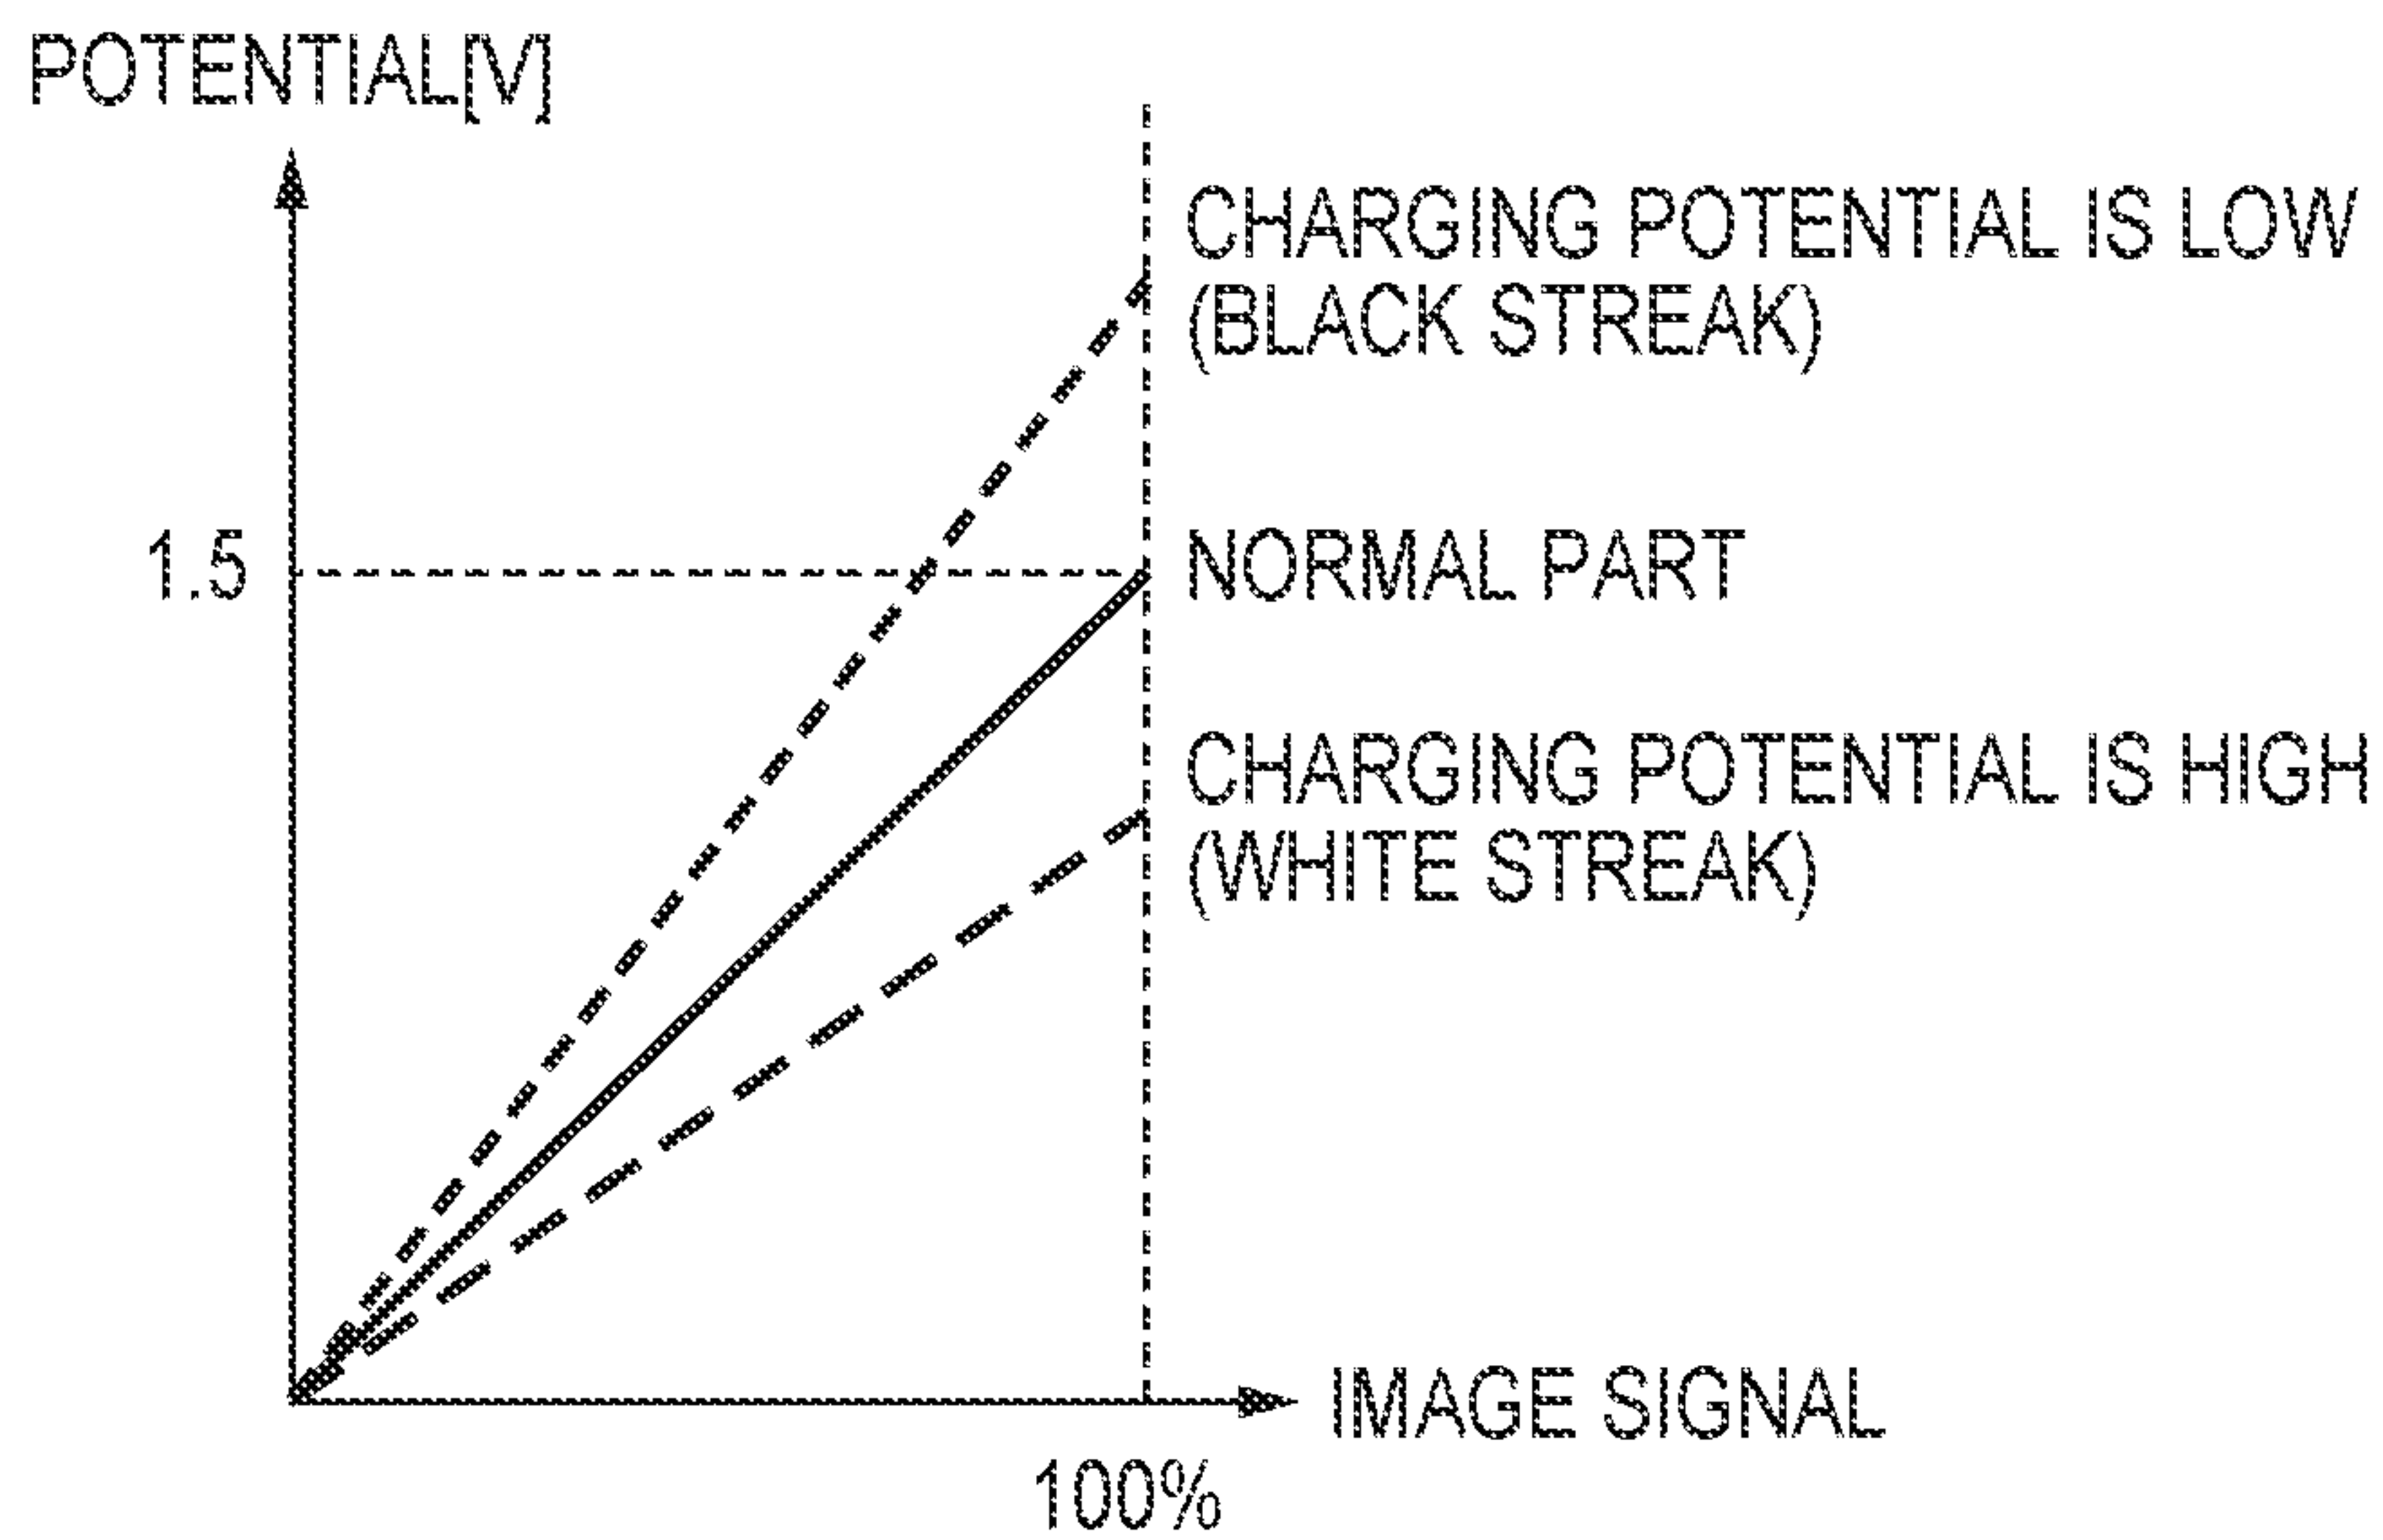 POTENTIAL[V]
CHARGING POTENTIAL IS LOW
(BLACK STREAK)
1.5
NORMAL PART
CHARGING POTENTIAL IS HIGH
(WHITE STREAK)
IMAGE SIGNAL
100%